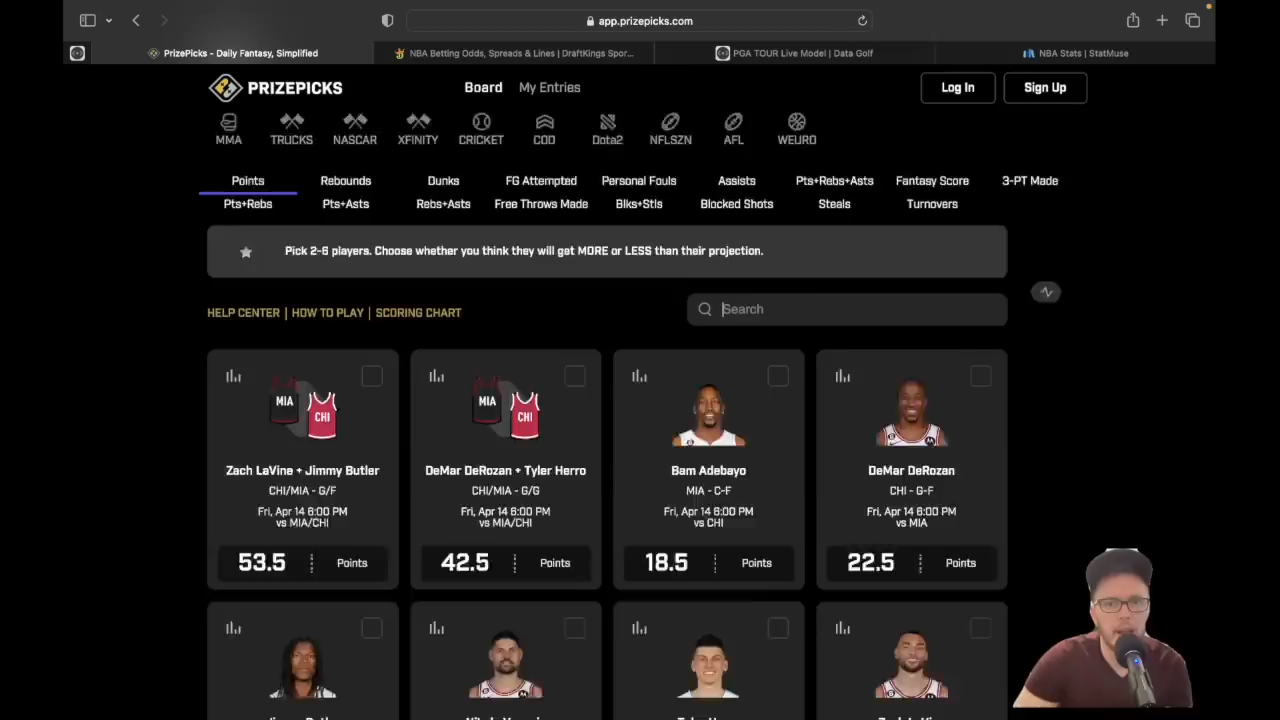 app.prizepicks.com
PrizePicks - Daily Fantasy, Simplified
NBA Betting Odds, Spreads & Lines | DraftKings Spor...
PGA TOUR Live Model | Data Golf
NBA Stats | StatMuse
PRIZEPICKS
Board
My Entries
Log In
Sign Up
MMA
TRUCKS
NASCAR
XFINITY
CRICKET
COD
Dota2
NFLSZN
AFL
WEURO
Points
Rebounds
Dunks
FG Attempted
Personal Fouls
Assists
Pts+Rebs+Asts
Fantasy Score
3-PT Made
Pts+Rebs
Pts+Asts
Rebs+Asts
Free Throws Made
Blks+Stls
Blocked Shots
Steals
Turnovers
Pick 2-6 players. Choose whether you think they will get MORE or LESS than their projection.
HELP CENTER | HOW TO PLAY | SCORING CHART
Search
MIA
CHI
Zach LaVine + Jimmy Butler
CHI/MIA - G/F
Fri, Apr 14 6:00 PM
vs MIA/CHI
53.5
Points
MIA
CHI
DeMar DeRozan + Tyler Herro
CHI/MIA - G/G
Fri, Apr 14 6:00 PM
vs MIA/CHI
42.5
Points
Bam Adebayo
MIA - C-F
Fri, Apr 14 6:00 PM
vs CHI
18.5
Points
DeMar DeRozan
CHI - G-F
Fri, Apr 14 6:00 PM
vs MIA
22.5
Points